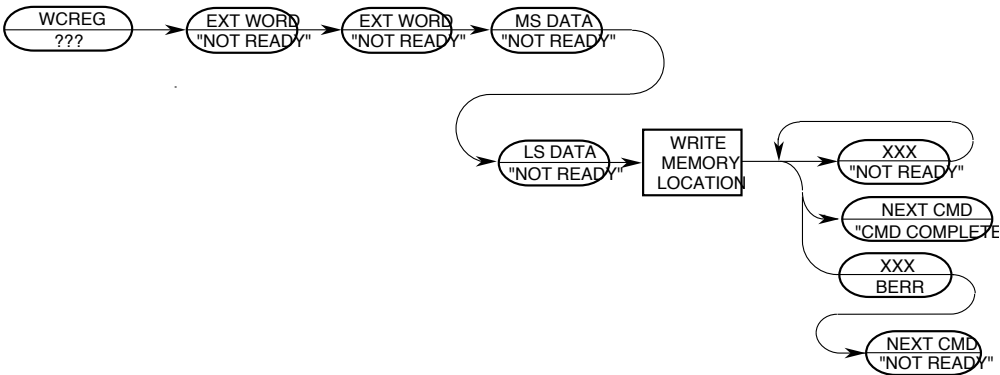 WCREG
???
EXT WORD
"NOT READY"
EXT WORD
"NOT READY"
MS DATA
"NOT READY"
LS DATA
"NOT READY"
WRITE
MEMORY
LOCATION
XXX
"NOT READY"
NEXT CMD
"CMD COMPLETE
XXX
BERR
NEXT CMD
"NOT READY"